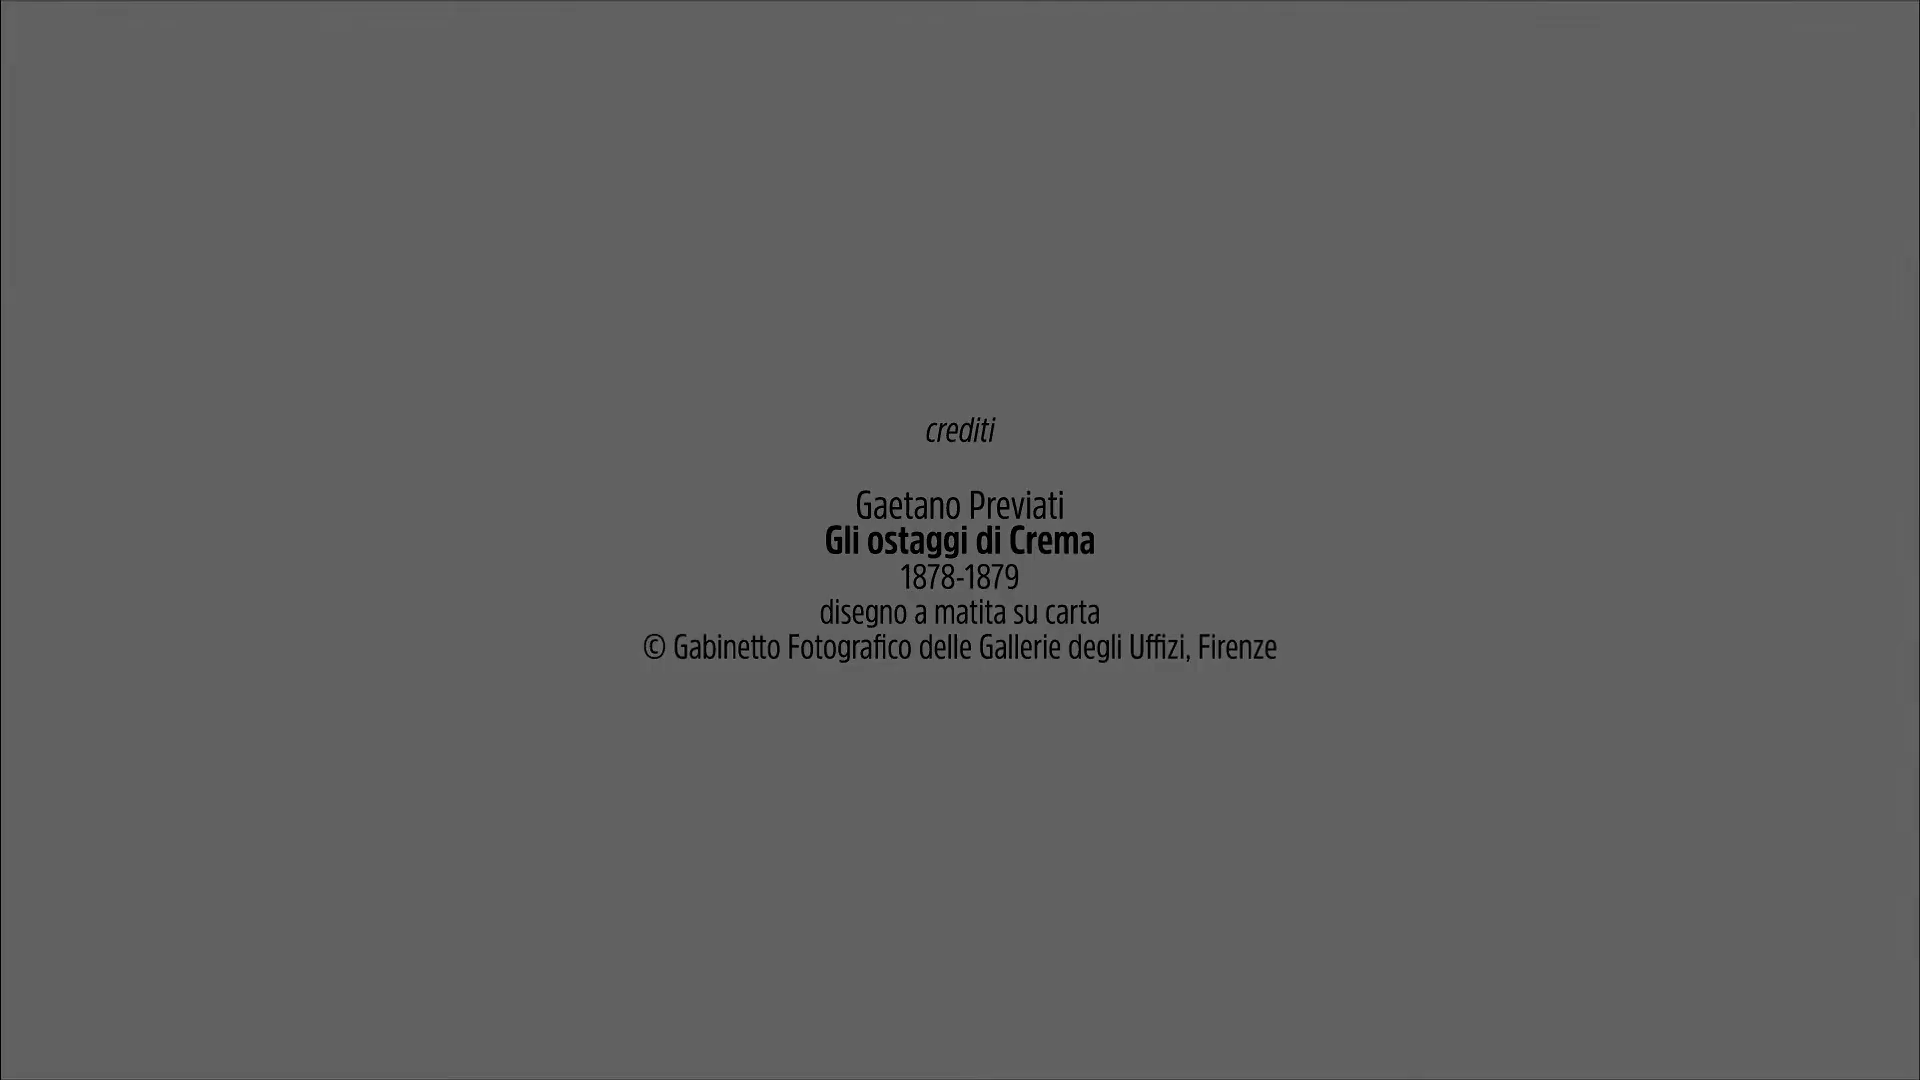 crediti
Gaetano Previati
Gli ostaggi di Crema
1878-1879
disegno a matita su carta
© Gabinetto Fotografico delle Gallerie degli Uffizi, Firenze